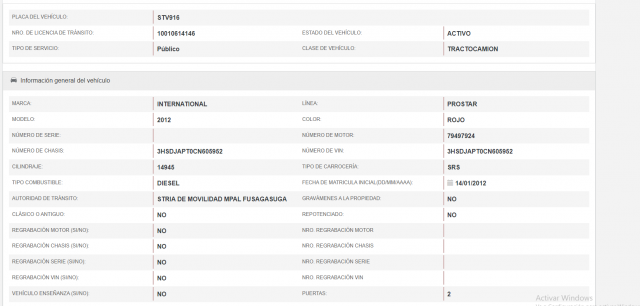 PLACA DEL VEHÍCULO: STV916
NRO. DE LICENCIA DE TRÁNSITO: 10010614146 ESTADO DEL VEHÍCULO: ACTIVO
TIPO DE SERVICIO: Público CLASE DE VEHÍCULO: TRACTOCAMION
Información general del vehículo
MARCA: INTERNATIONAL LÍNEA: PROSTAR
MODELO: 2012 COLOR: ROJO
NÚMERO DE SERIE: NÚMERO DE MOTOR: 79497924
NÚMERO DE CHASIS: 3HSDJAPT0CN605952 NÚMERO DE VIN: 3HSDJAPT0CN605952
CILINDRAJE: 14945 TIPO DE CARROCERÍA: SRS
TIPO COMBUSTIBLE: DIESEL FECHA DE MATRICULA INICIAL(DD/MM/AAAA): 14/01/2012
AUTORIDAD DE TRÁNSITO: STRIA DE MOVILIDAD MPAL FUSAGASUGA GRAVÁMENES A LA PROPIEDAD: NO
CLÁSICO O ANTIGUO: NO REPOTENCIADO: NO
REGRABACIÓN MOTOR (SI/NO): NO NRO. REGRABACIÓN MOTOR
REGRABACIÓN CHASIS (SI/NO): NO NRO. REGRABACIÓN CHASIS
REGRABACIÓN SERIE (SI/NO): NO NRO. REGRABACIÓN SERIE
REGRABACIÓN VIN (SI/NO): NO NRO. REGRABACIÓN VIN
VEHÍCULO ENSEÑANZA (SI/NO): NO PUERTAS: 2
Activar Windows